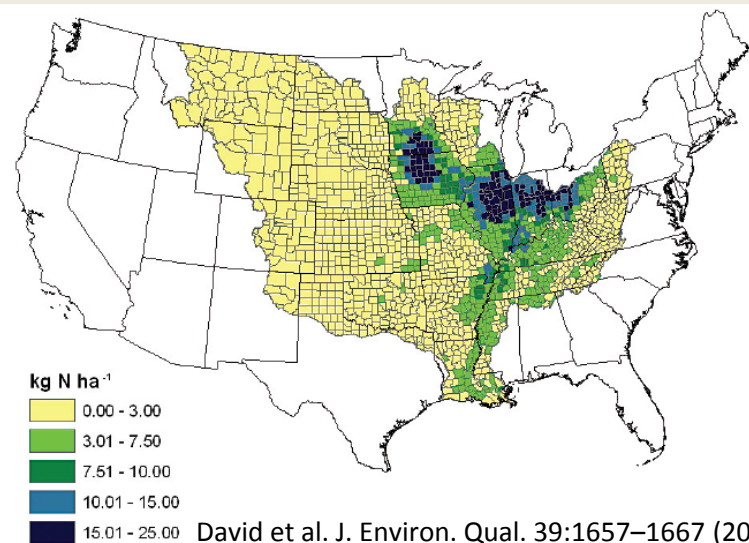 kg N ha⁻¹
0.00 - 3.00
3.01 - 7.50
7.51 - 10.00
10.01 - 15.00
15.01 - 25.00 David et al. J. Environ. Qual. 39:1657–1667 (20